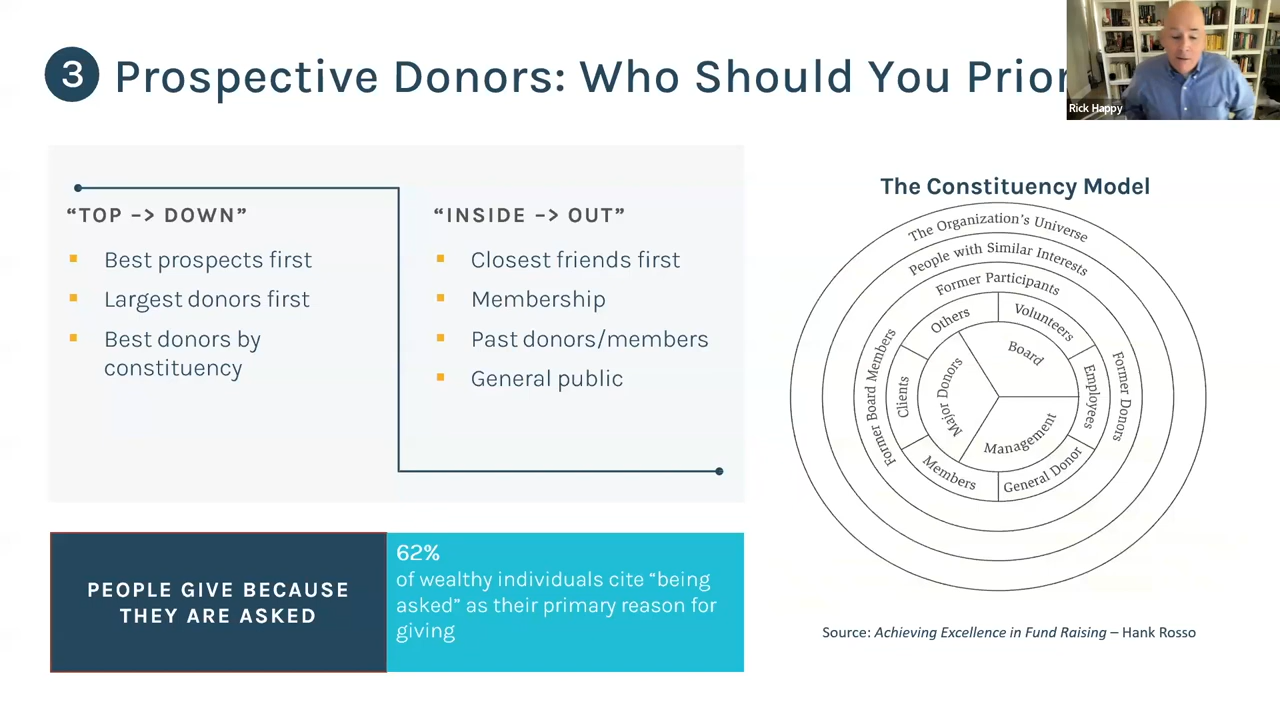 3 Prospective Donors: Who Should You Prior
Rick Happy
“TOP –> DOWN”
Best prospects first
Largest donors first
Best donors by
constituency
“INSIDE –> OUT”
Closest friends first
Membership
Past donors/members
General public
PEOPLE GIVE BECAUSE
THEY ARE ASKED
62%
of wealthy individuals cite “being
asked” as their primary reason for
giving
The Constituency Model
The Organization’s Universe
People with Similar Interests
Former Participants
Former Board Members
Former Donors
Others
Volunteers
Clients
Employees
Members
General Donor
Board
Major Donors
Management
Source: Achieving Excellence in Fund Raising – Hank Rosso